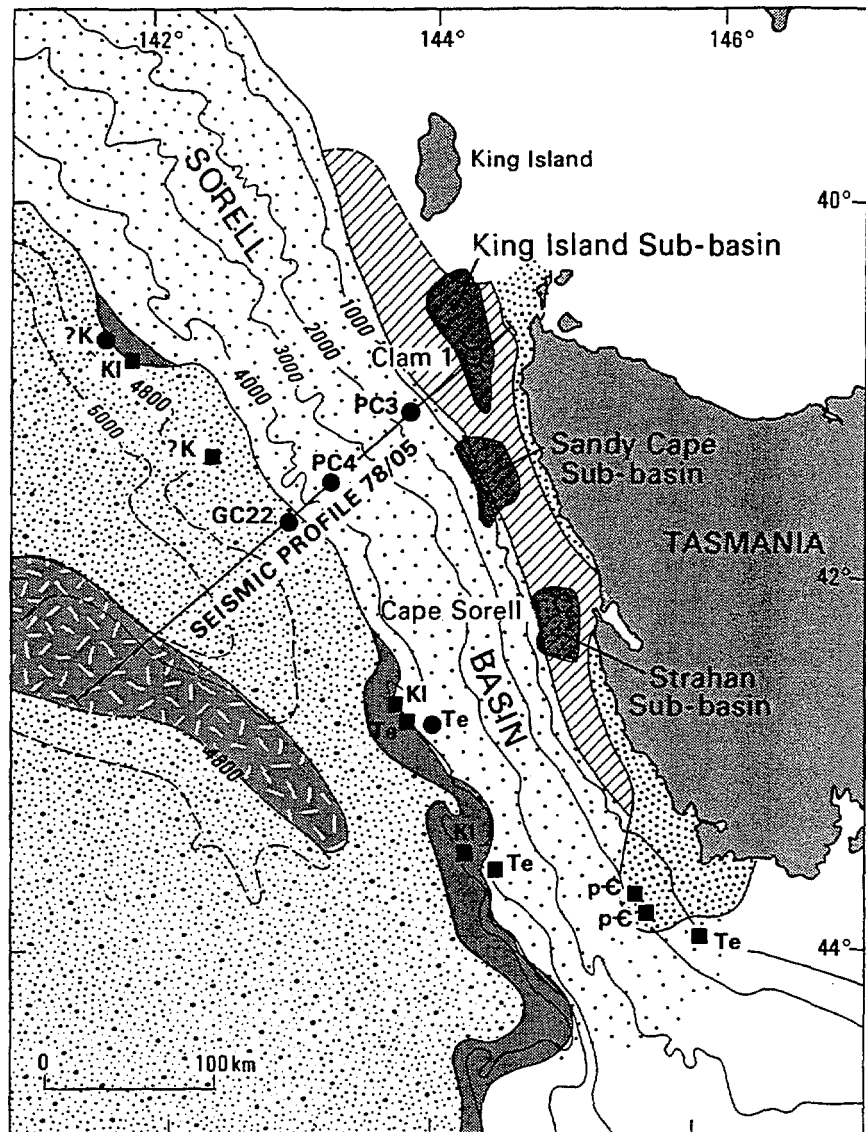 142°
144°
146°
King Island
40°
SORELL
King Island Sub-basin
1000
2000
3000
4000
?K
Kl
4800
5000
Clam 1
PC3
Sandy Cape
Sub-basin
?K
PC4
GC22
SEISMIC PROFILE 78/05
TASMANIA
42°
Cape Sorell
BASIN
Strahan
Sub-basin
Kl
Te
Te
4800
Kl
Te
p-Є
p-Є
Te
44°
0
100 km